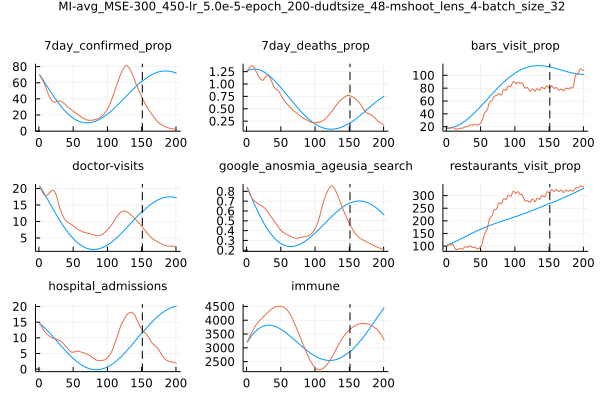 MI-avg_MSE-300_450-lr_5.0e-5-epoch_200-dudtsize_48-mshoot_lens_4-batch_size_32
7day_confirmed_prop
7day_deaths_prop
bars_visit_prop
80
60
40
20
0
0 50 100 150 200
1.25
1.00
0.75
0.50
0.25
0 50 100 150 200
100
80
60
40
20
0 50 100 150 200
doctor-visits
google_anosmia_ageusia_search
restaurants_visit_prop
20
15
10
5
0 50 100 150 200
0.8
0.7
0.6
0.5
0.4
0.3
0.2
0 50 100 150 200
300
250
200
150
100
0 50 100 150 200
hospital_admissions
immune
20
15
10
5
0
0 50 100 150 200
4500
4000
3500
3000
2500
0 50 100 150 200